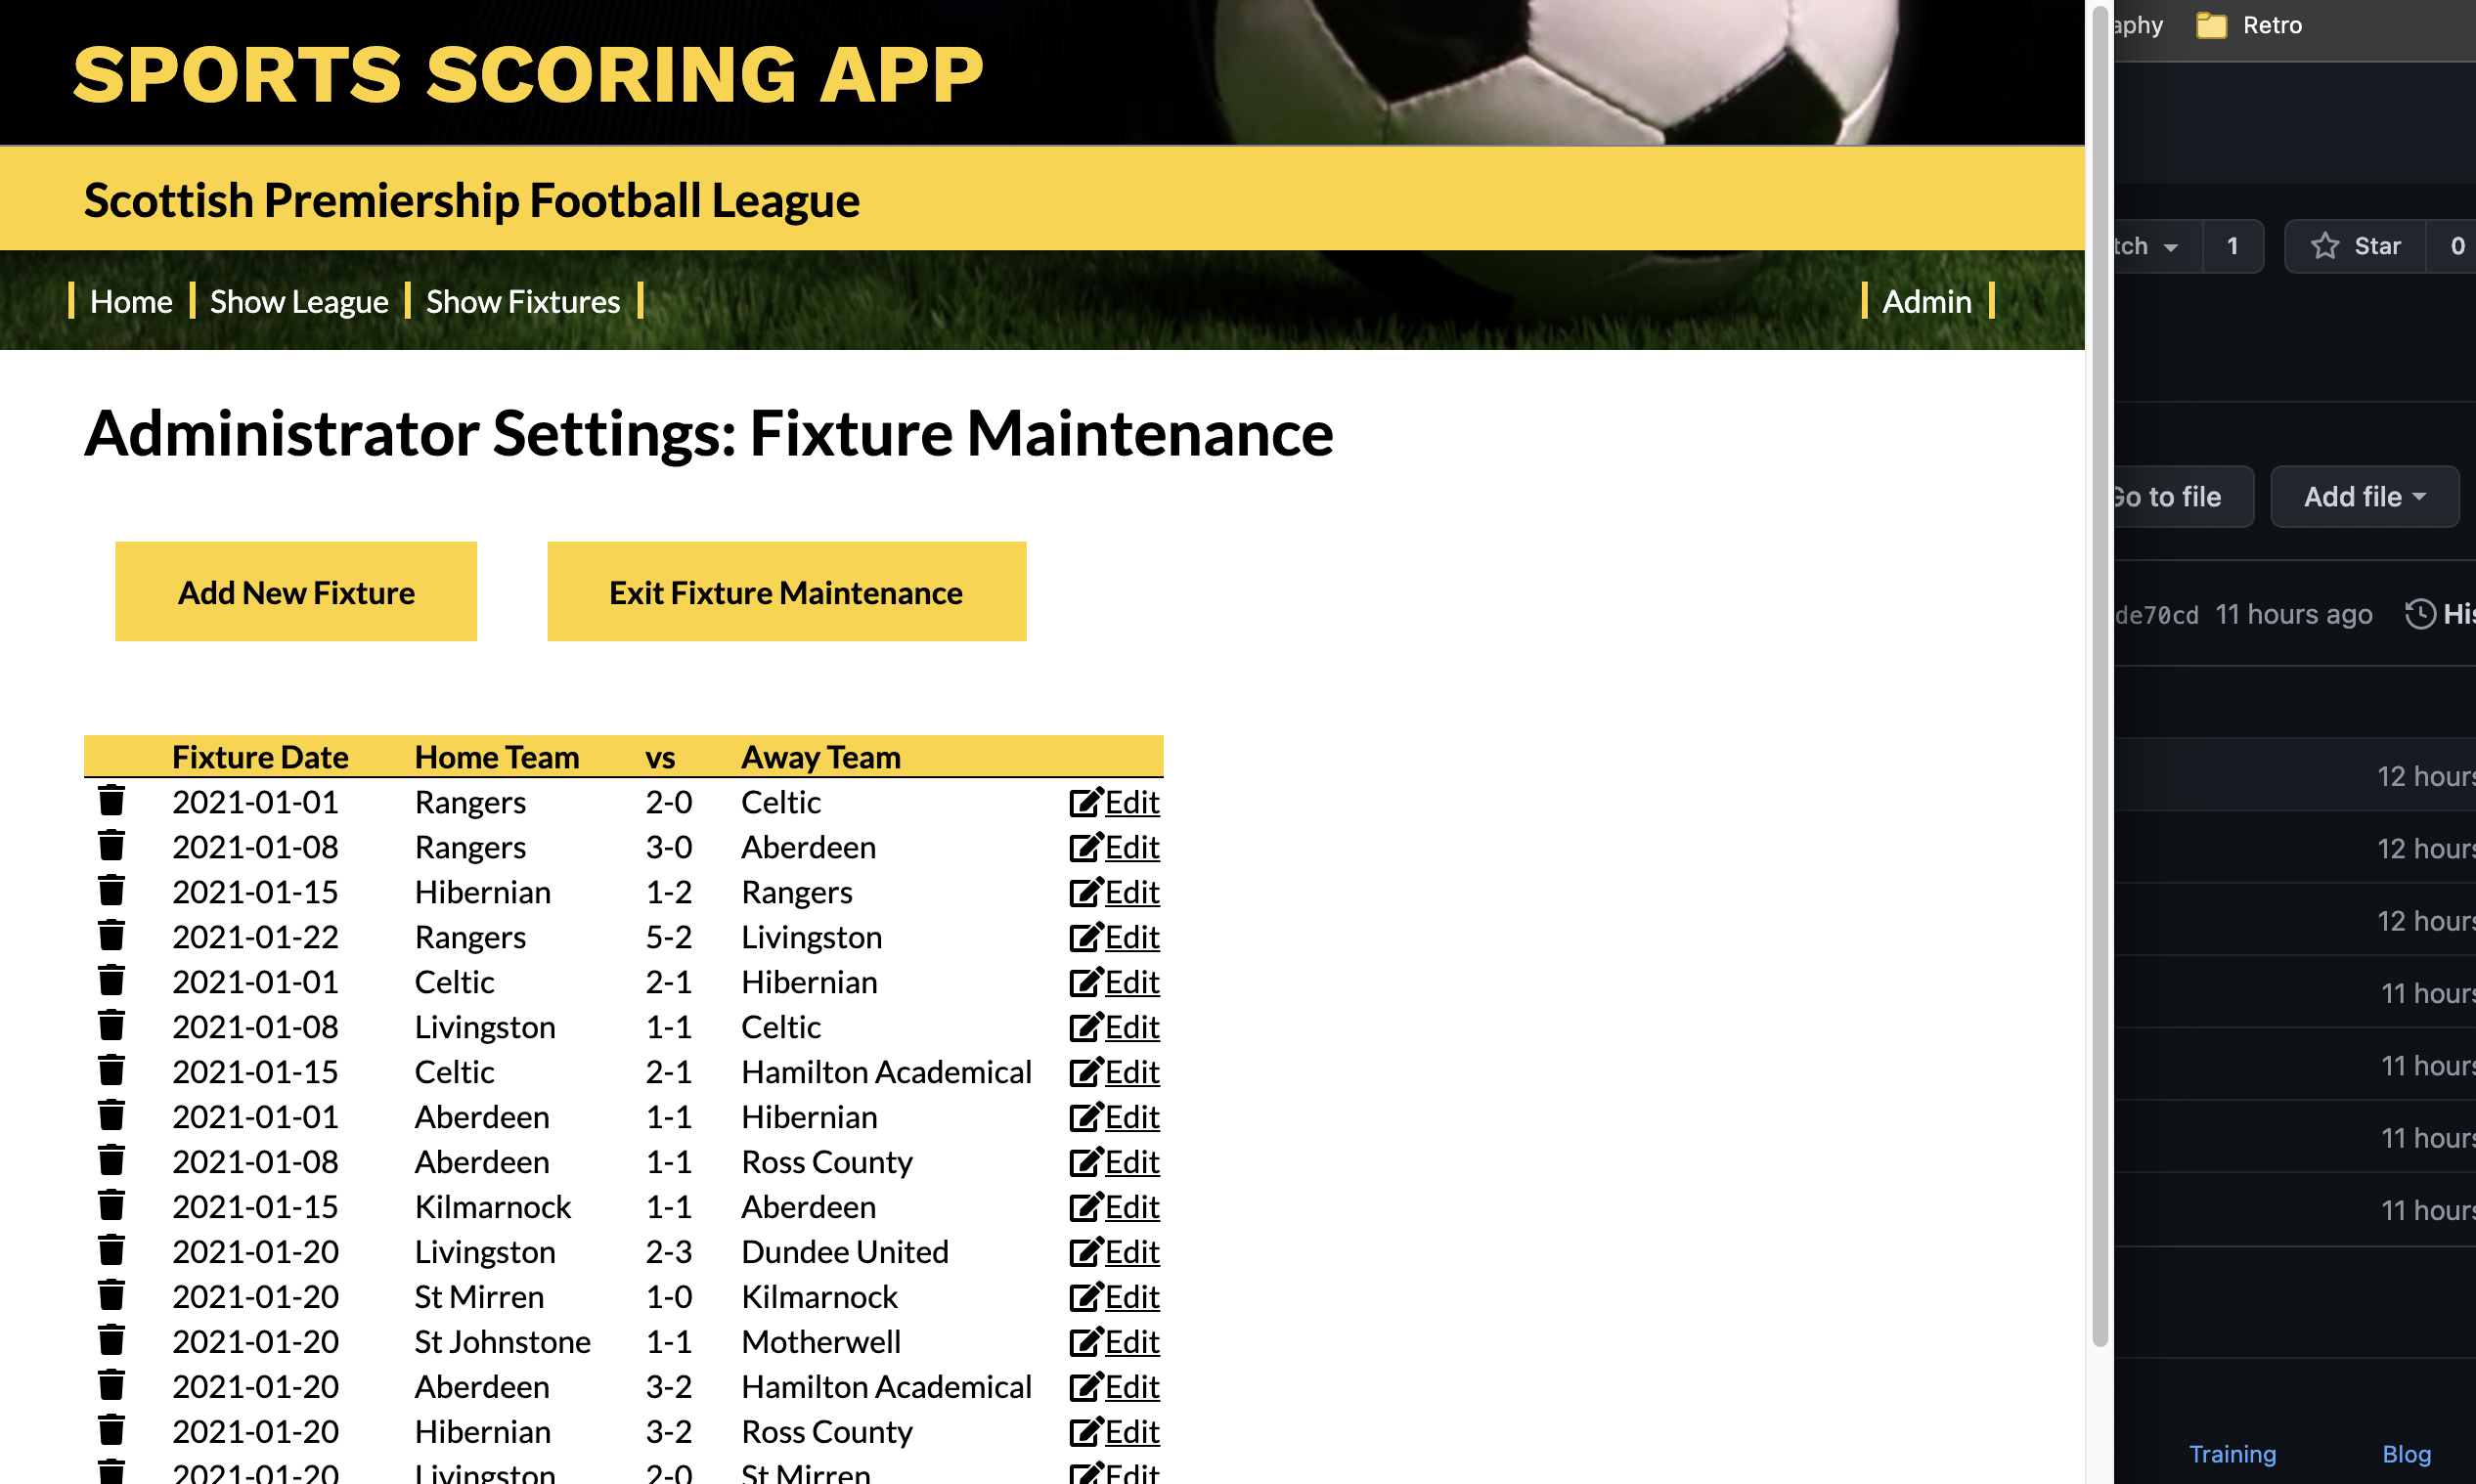 SPORTS SCORING APP
Scottish Premiership Football League
Home Show League Show Fixtures Admin
Administrator Settings: Fixture Maintenance
Add New Fixture Exit Fixture Maintenance
Fixture Date Home Team vs Away Team
2021-01-01 Rangers 2-0 Celtic Edit
2021-01-08 Rangers 3-0 Aberdeen Edit
2021-01-15 Hibernian 1-2 Rangers Edit
2021-01-22 Rangers 5-2 Livingston Edit
2021-01-01 Celtic 2-1 Hibernian Edit
2021-01-08 Livingston 1-1 Celtic Edit
2021-01-15 Celtic 2-1 Hamilton Academical Edit
2021-01-01 Aberdeen 1-1 Hibernian Edit
2021-01-08 Aberdeen 1-1 Ross County Edit
2021-01-15 Kilmarnock 1-1 Aberdeen Edit
2021-01-20 Livingston 2-3 Dundee United Edit
2021-01-20 St Mirren 1-0 Kilmarnock Edit
2021-01-20 St Johnstone 1-1 Motherwell Edit
2021-01-20 Aberdeen 3-2 Hamilton Academical Edit
2021-01-20 Hibernian 3-2 Ross County Edit
2021-01-20 Livingston 2-0 St Mirren Edit
Retro
1 Star 0
Go to file Add file
de70cd 11 hours ago
12 hours
12 hours
12 hours
11 hours
11 hours
11 hours
11 hours
Training Blog